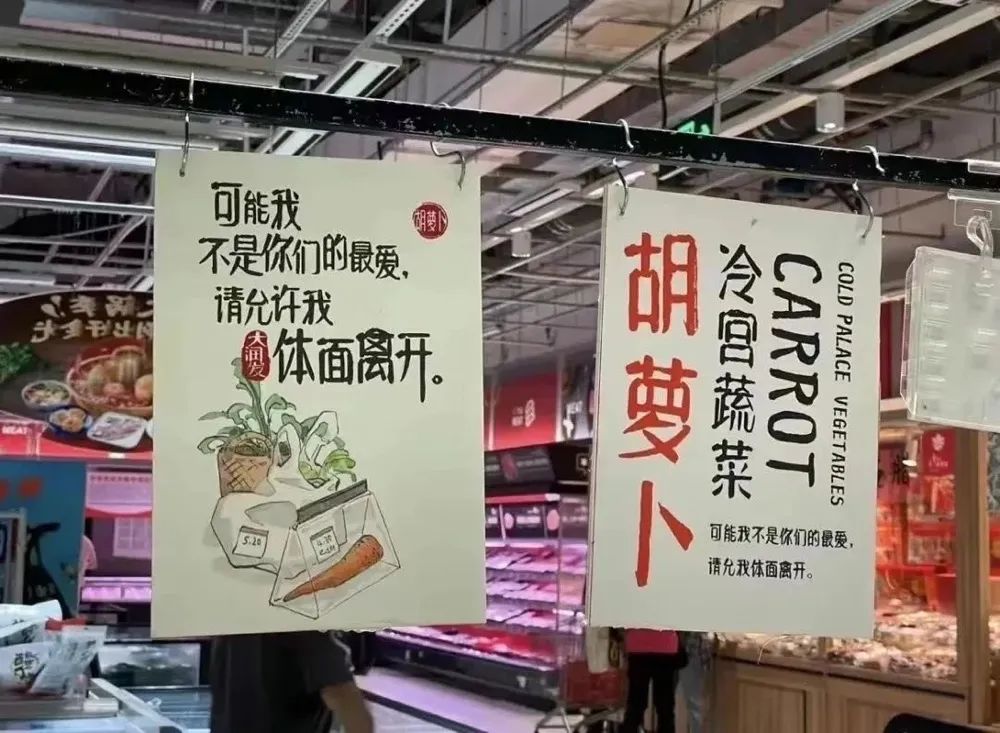 可能我
不是你们的最爱,
请允许我
体面离开。
胡萝卜
大润发
5.20
胡萝卜
冷宫蔬菜
CARROT
COLD PALACE VEGETABLES
可能我不是你们的最爱,
请允我体面离开。
MEAT